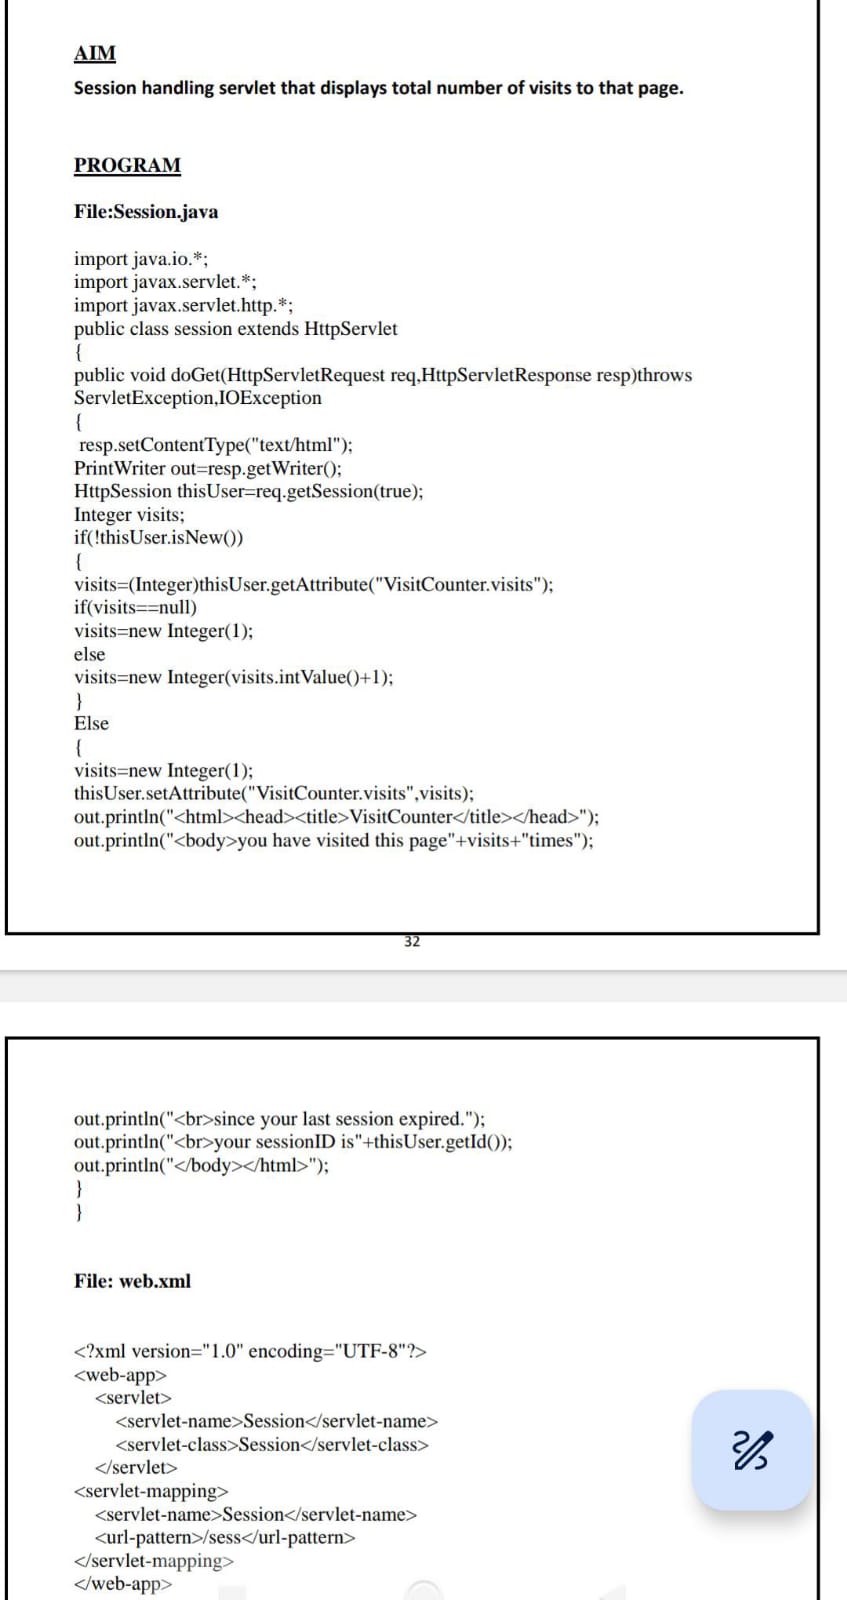 AIM
Session handling servlet that displays total number of visits to that page.
PROGRAM
File:Session.java
import java.io.*;
import javax.servlet.*;
import javax.servlet.http.*;
public class session extends HttpServlet
{
public void doGet(HttpServletRequest req,HttpServletResponse resp)throws
ServletException,IOException
{
resp.setContentType("text/html");
PrintWriter out=resp.getWriter();
HttpSession thisUser=req.getSession(true);
Integer visits;
if(!thisUser.isNew())
{
visits=(Integer)thisUser.getAttribute("VisitCounter.visits");
if(visits==null)
visits=new Integer(1);
else
visits=new Integer(visits.intValue()+1);
}
Else
{
visits=new Integer(1);
thisUser.setAttribute("VisitCounter.visits",visits);
out.println("<html><head><title>VisitCounter</title></head>");
out.println("<body>you have visited this page"+visits+"times");
32
out.println("<br>since your last session expired.");
out.println("<br>your sessionID is"+thisUser.getId());
out.println("</body></html>");
}
}
File: web.xml
<?xml version="1.0" encoding="UTF-8"?>
<web-app>
<servlet>
<servlet-name>Session</servlet-name>
<servlet-class>Session</servlet-class>
</servlet>
<servlet-mapping>
<servlet-name>Session</servlet-name>
<url-pattern>/sess</url-pattern>
</servlet-mapping>
</web-app>